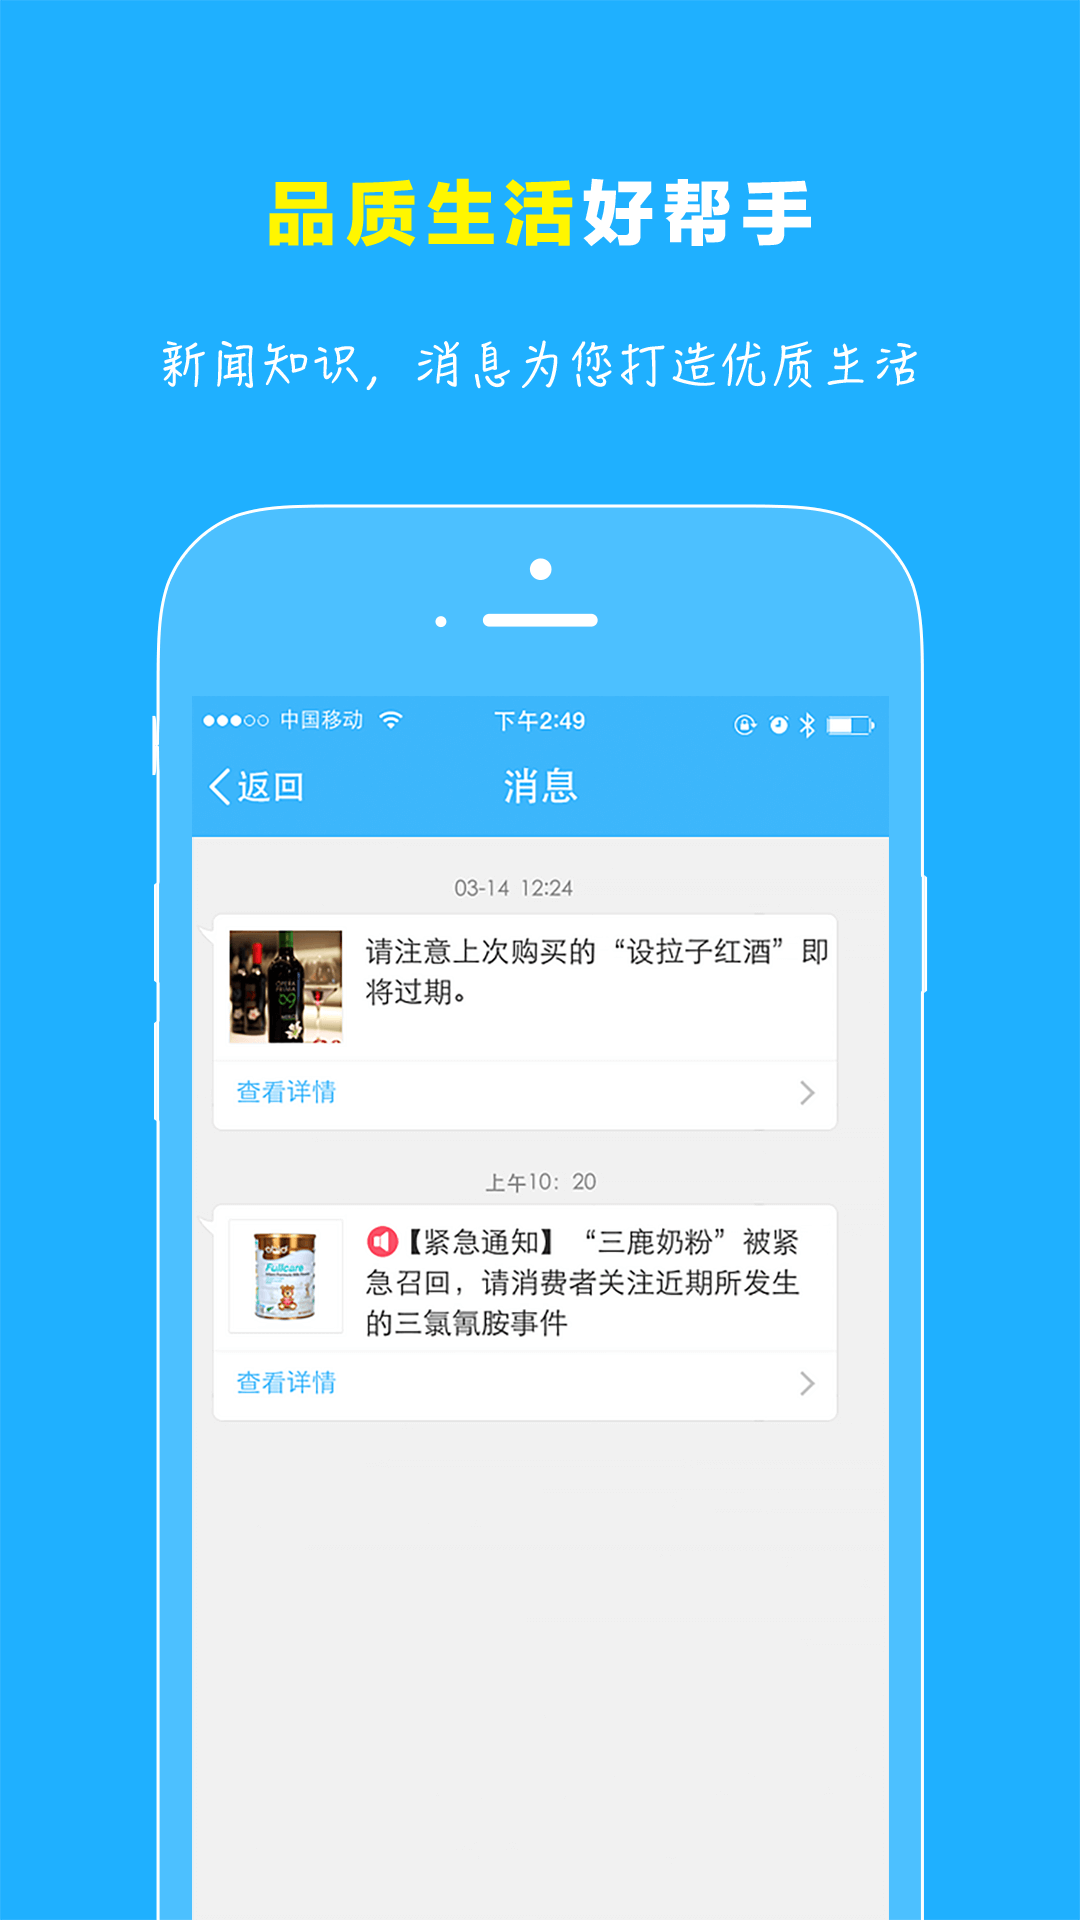 品质生活好帮手
新闻知识，消息为您打造优质生活
中国移动
下午2:49
返回
消息
03-14 12:24
请注意上次购买的“设拉子红酒”即
将过期。
OPERA
PRIMA
09
查看详情
上午10：20
【紧急通知】“三鹿奶粉”被紧
急召回，请消费者关注近期所发生
的三氯氰胺事件
Fullcare
查看详情